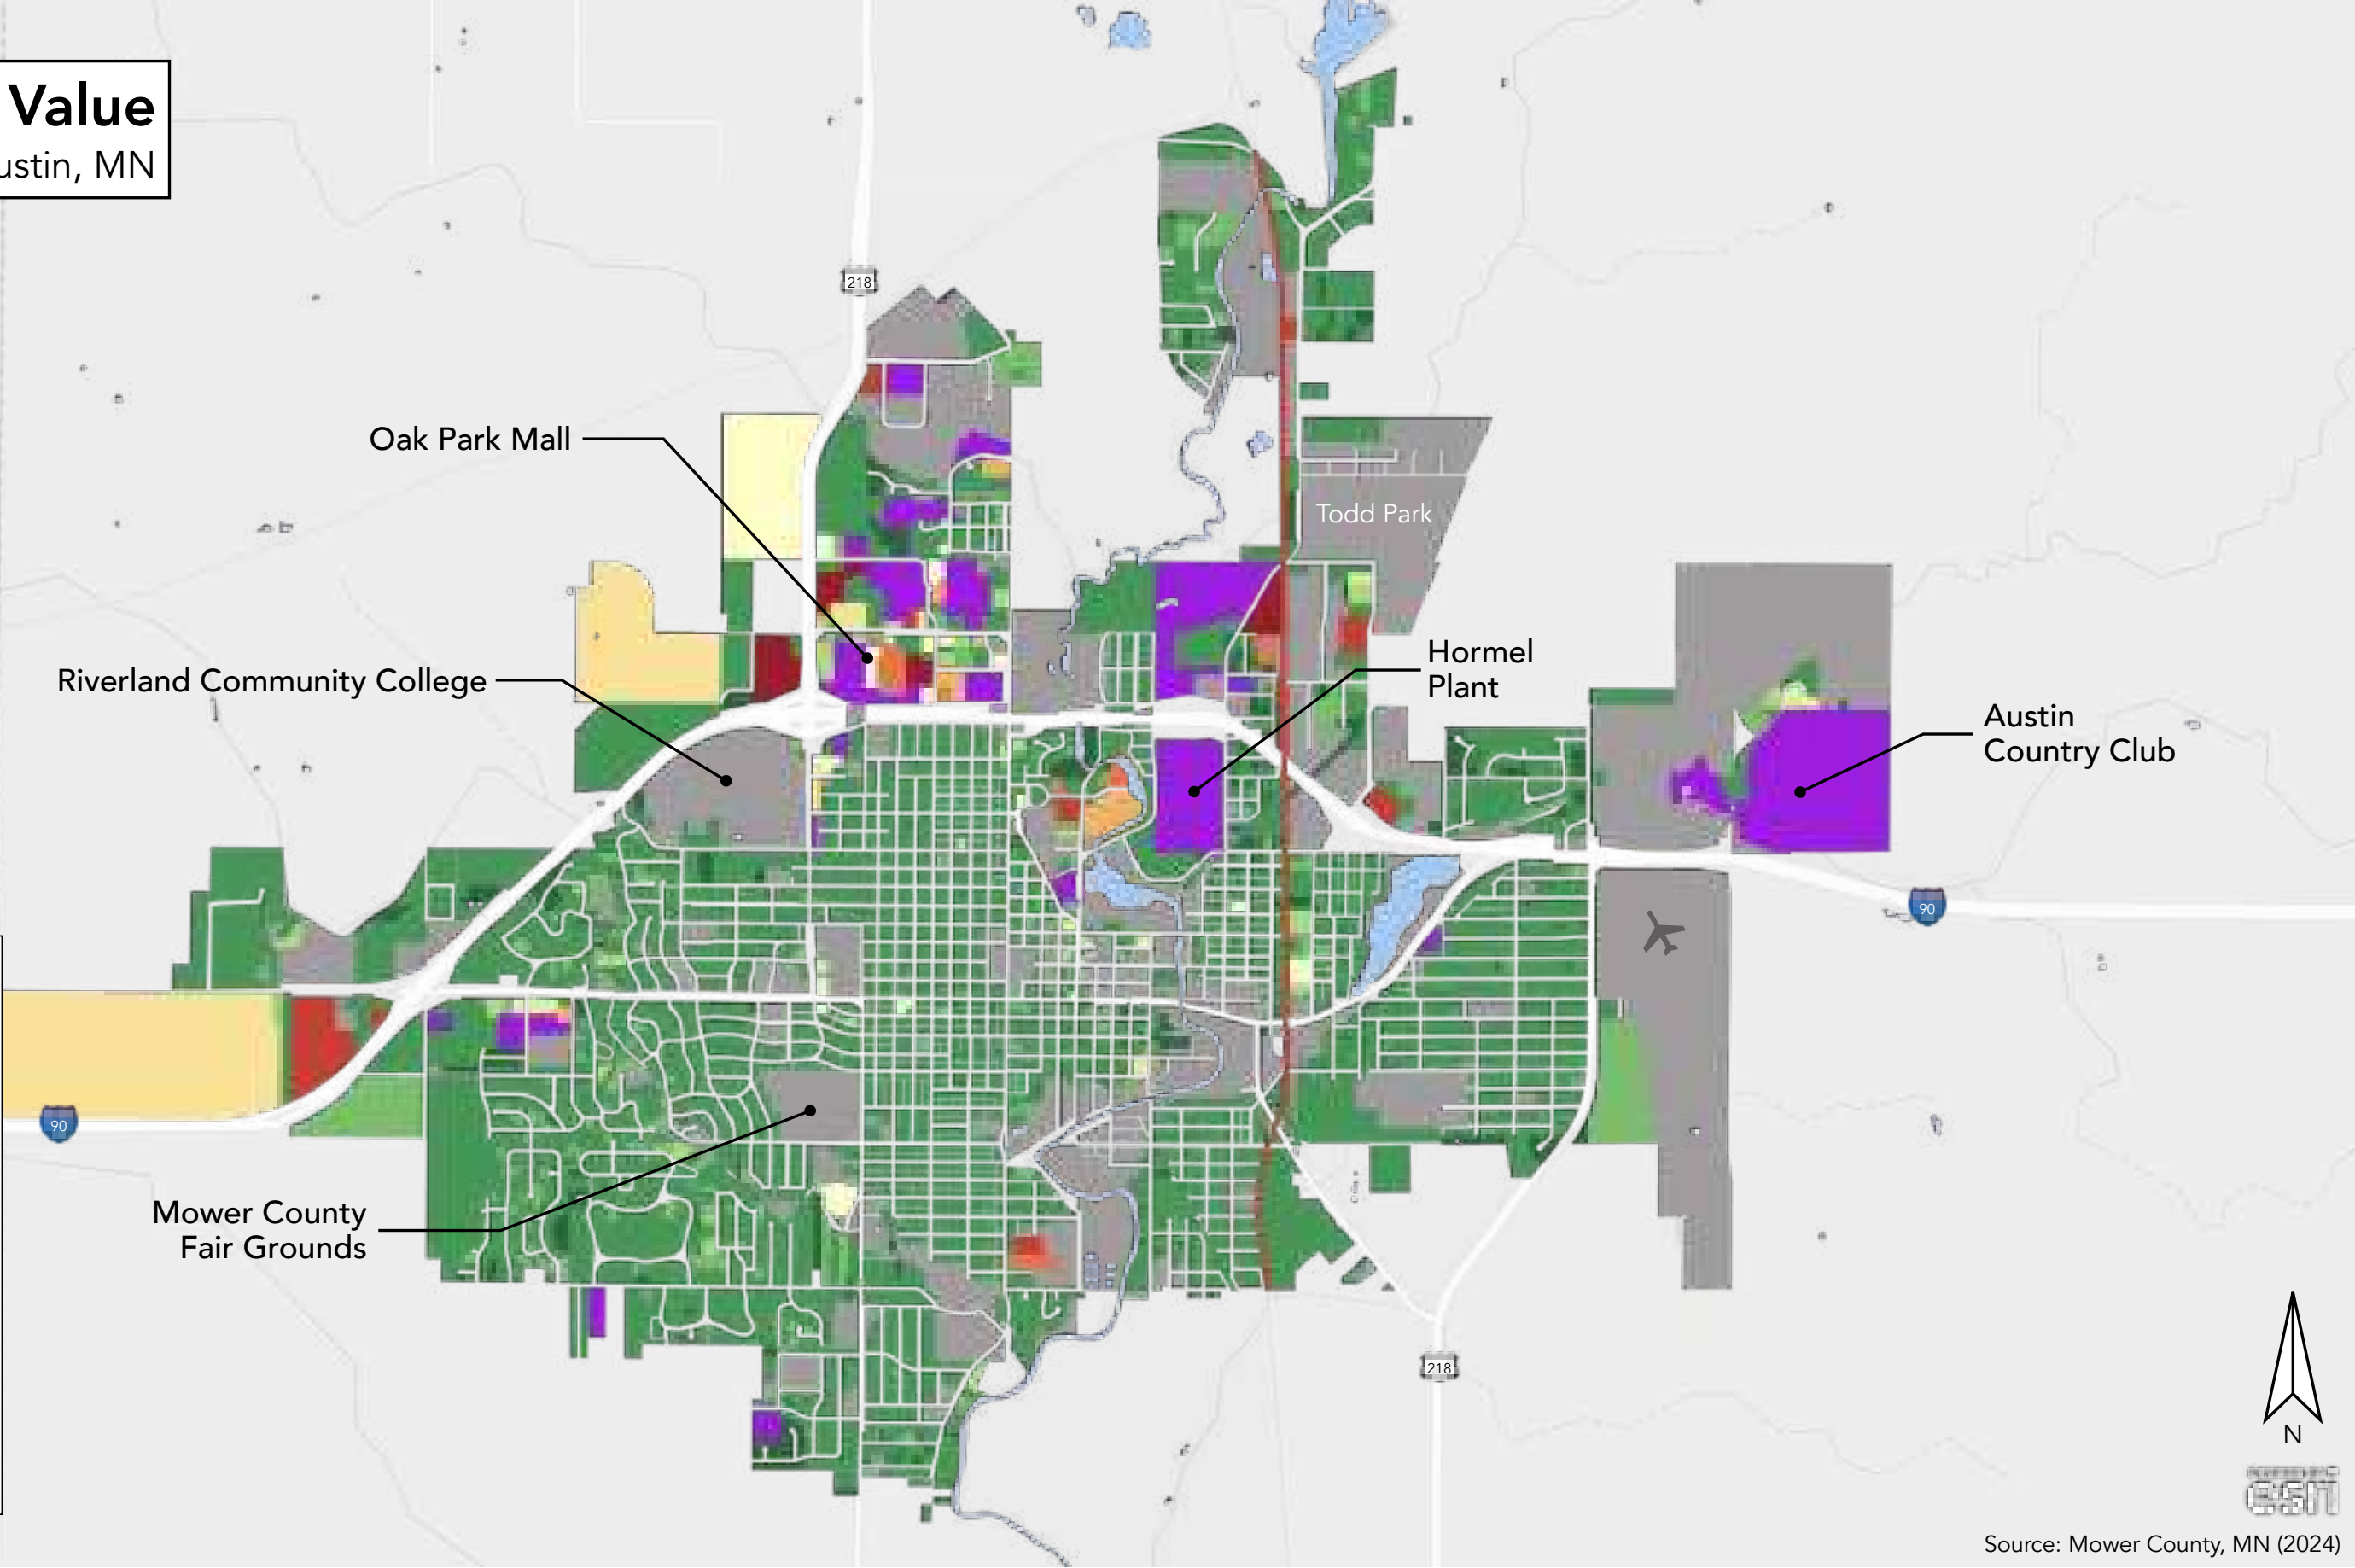 Value
ustin, MN
218
Oak Park Mall
Todd Park
Riverland Community College
Hormel
Plant
Austin
Country Club
90
90
Mower County
Fair Grounds
218
N
esri
Source: Mower County, MN (2024)